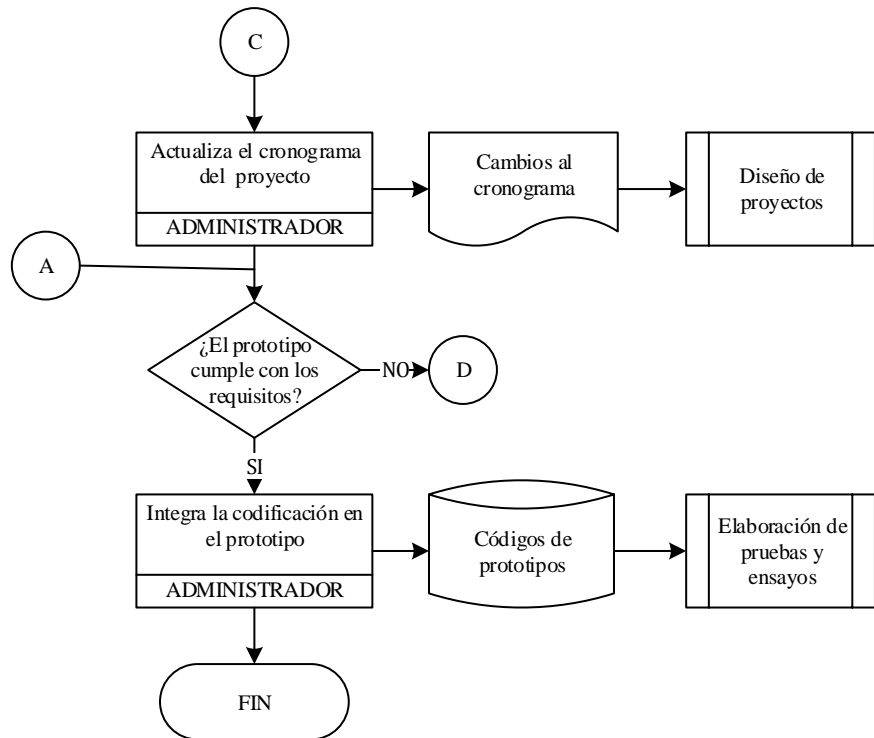 C
Actualiza el cronograma
del proyecto
ADMINISTRADOR
Cambios al
cronograma
Diseño de
proyectos
A
¿El prototipo
cumple con los
requisitos?
NO
D
SI
Integra la codificación en
el prototipo
ADMINISTRADOR
Códigos de
prototipos
Elaboración de
pruebas y
ensayos
FIN